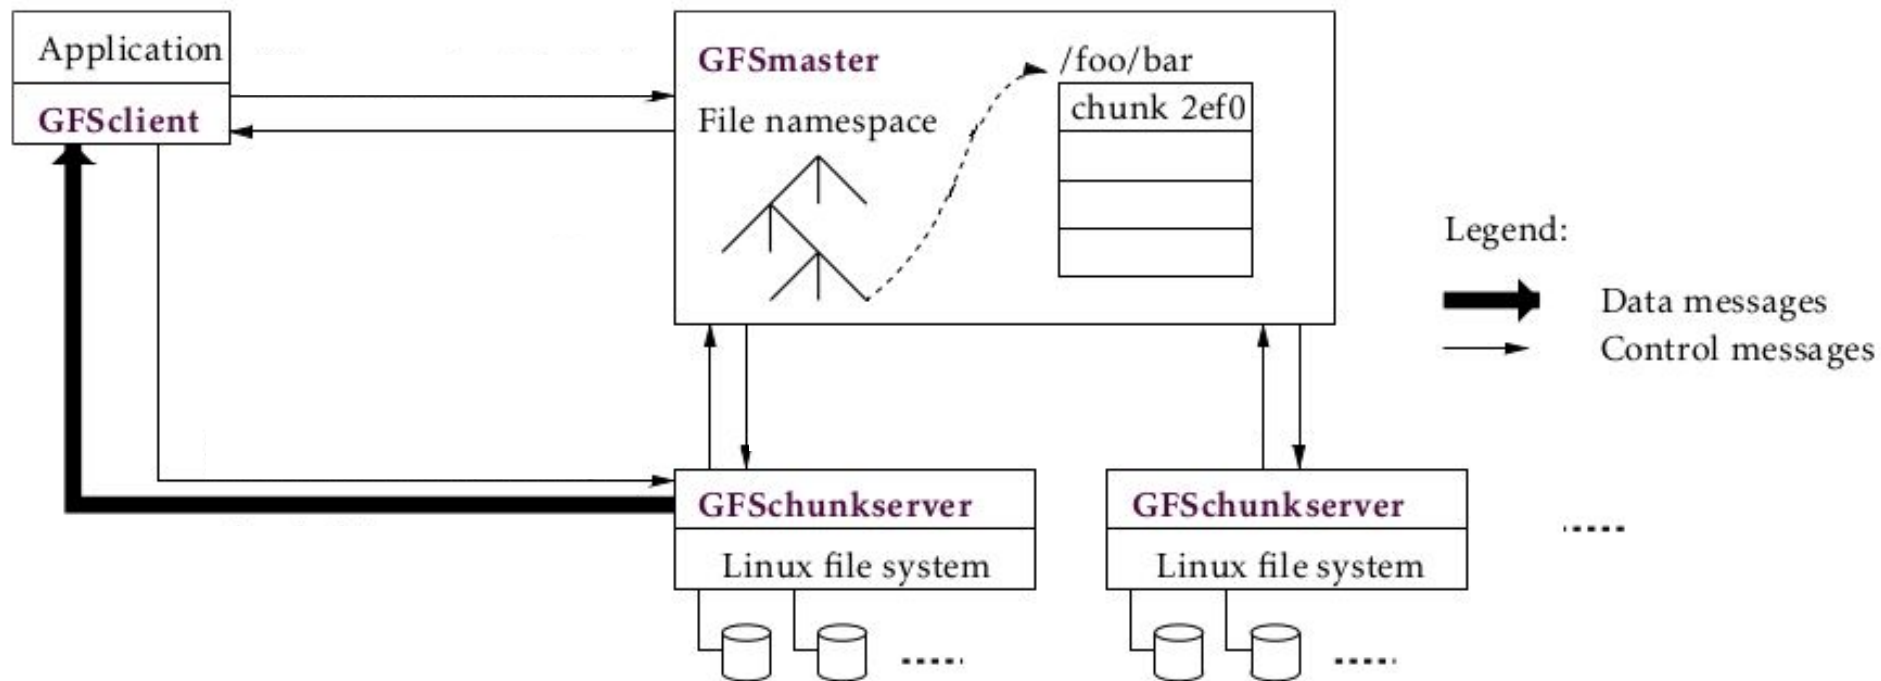 Application
GFSclient
GFSmaster
File namespace
/foo/bar
chunk 2ef0
Legend:
Data messages
Control messages
GFSchunkserver
Linux file system
GFSchunkserver
Linux file system